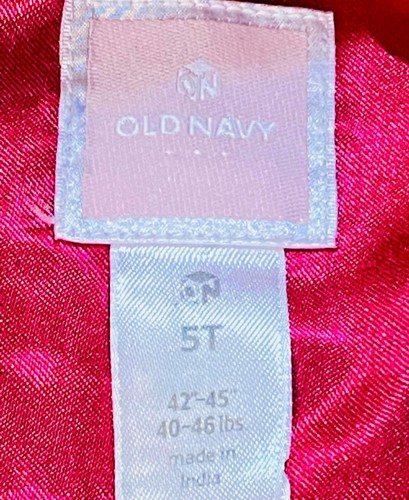 ON
OLD NAVY
ON
5T
42"-45"
40-46 lbs
made in
India